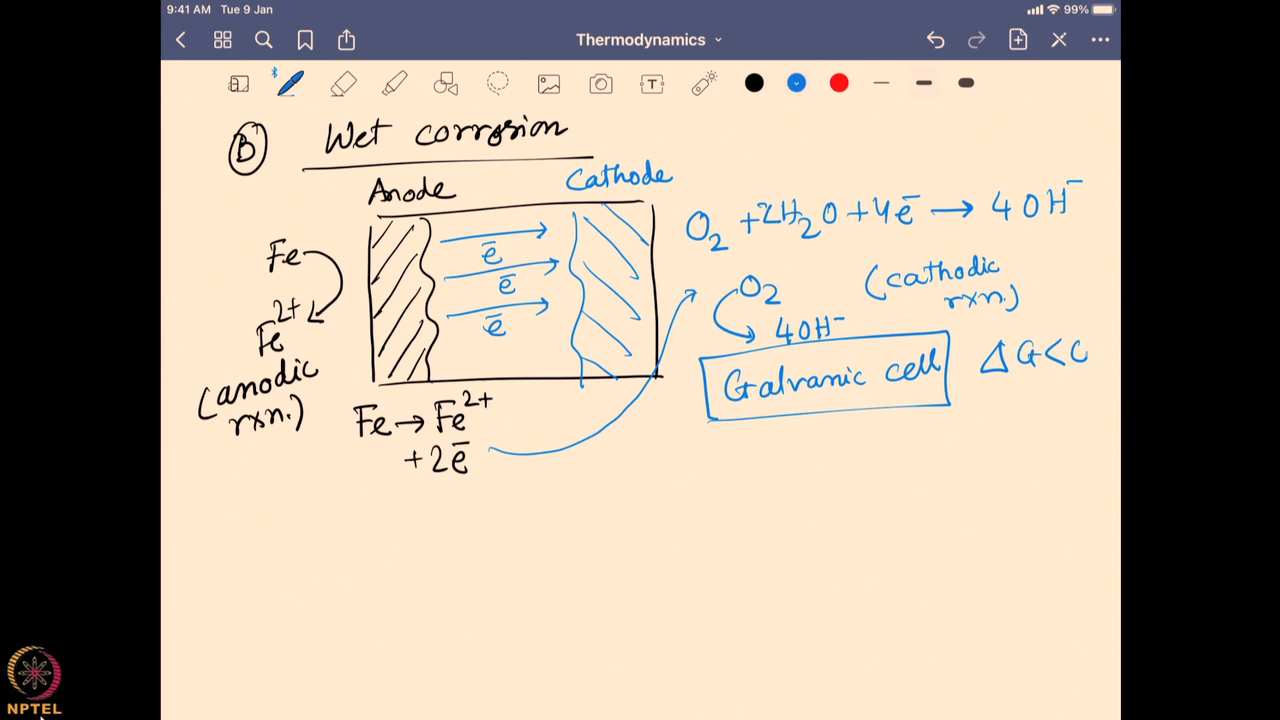 9:41 AM Tue 9 Jan
99%
Thermodynamics
T
B
Wet corrosion
Anode
Cathode
O₂ + 2H₂O + 4e⁻ → 4OH⁻
(cathodic
rxn.)
Fe
Fe²⁺
(anodic
rxn.)
e⁻
e⁻
e⁻
O₂
4OH⁻
Galvanic cell
ΔG<0
Fe → Fe²⁺
+2e⁻
NPTEL